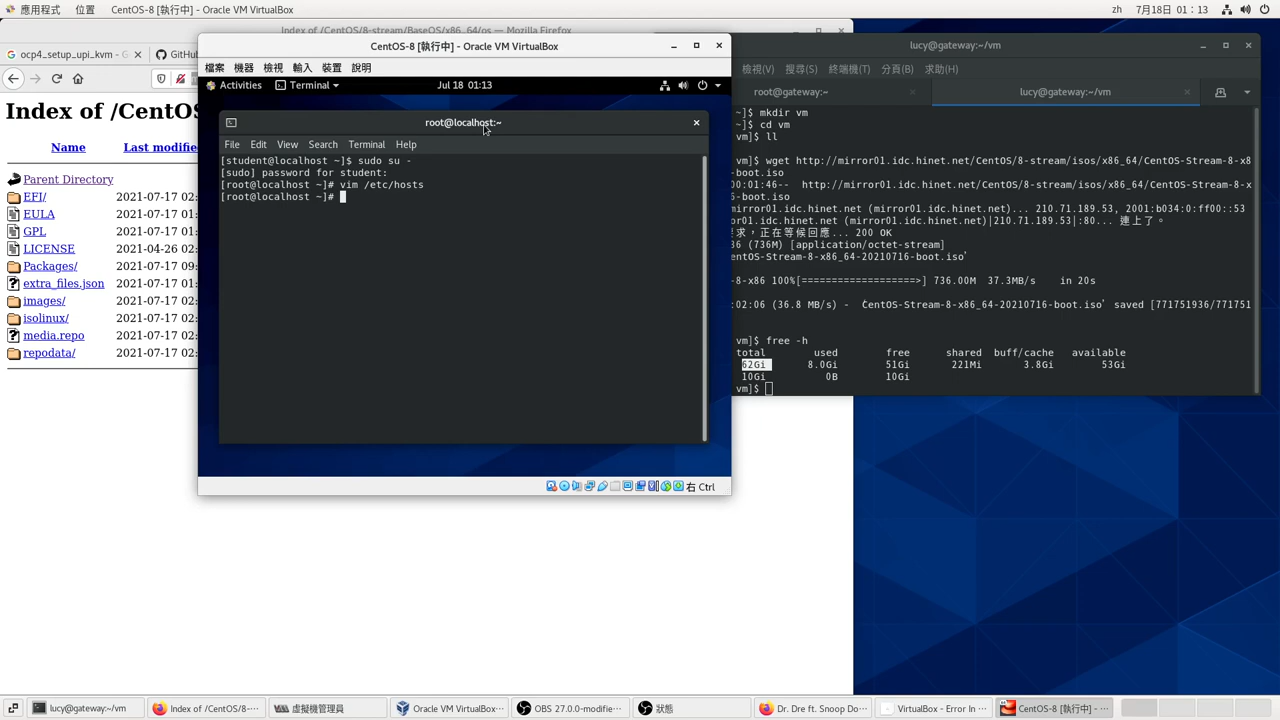 應用程式 位置 CentOS-8 [執行中] - Oracle VM VirtualBox zh 7月18日 01：13
Index of /CentOS/8-stream/BaseOS/x86_64/os — Mozilla Firefox
ocp4_setup_upi_kvm - G
GitHub
Index of /CentOS
Name Last modifie
Parent Directory
EFI/ 2021-07-17 02:
EULA 2021-07-17 01:
GPL 2021-07-17 01:
LICENSE 2021-04-26 02:
Packages/ 2021-07-17 09:
extra_files.json 2021-07-17 01:
images/ 2021-07-17 02:
isolinux/ 2021-07-17 02:
media.repo 2021-07-17 02:
repodata/ 2021-07-17 02:
CentOS-8 [執行中] - Oracle VM VirtualBox
檔案 機器 檢視 輸入 裝置 說明
Activities Terminal Jul 18 01:13
root@localhost:~
File Edit View Search Terminal Help
[student@localhost ~]$ sudo su -
[sudo] password for student:
[root@localhost ~]# vim /etc/hosts
[root@localhost ~]#
右 Ctrl
lucy@gateway:~/vm
檢視(V) 搜尋(S) 終端機(T) 分頁(B) 求助(H)
root@gateway:~ lucy@gateway:~/vm
~]$ mkdir vm
~]$ cd vm
vm]$ ll
vm]$ wget http://mirror01.idc.hinet.net/CentOS/8-stream/isos/x86_64/CentOS-Stream-8-x8
boot.iso
00:01:46-- http://mirror01.idc.hinet.net/CentOS/8-stream/isos/x86_64/CentOS-Stream-8-x
-boot.iso
mirror01.idc.hinet.net (mirror01.idc.hinet.net)... 210.71.189.53, 2001:b034:0:ff00::53
mirror01.idc.hinet.net (mirror01.idc.hinet.net)|210.71.189.53|:80... 連上了。
要求，正在等候回應... 200 OK
36 (736M) [application/octet-stream]
entOS-Stream-8-x86_64-20210716-boot.iso’
-8-x86 100%[===================>] 736.00M 37.3MB/s in 20s
:02:06 (36.8 MB/s) - ‘CentOS-Stream-8-x86_64-20210716-boot.iso’ saved [771751936/771751
vm]$ free -h
total used free shared buff/cache available
62Gi 8.0Gi 51Gi 221Mi 3.8Gi 53Gi
10Gi 0B 10Gi
vm]$
lucy@gateway:~/vm
Index of /CentOS/8-...
虛擬機管理員
Oracle VM VirtualBox...
OBS 27.0.0-modifie...
狀態
Dr. Dre ft. Snoop Do...
VirtualBox - Error In ...
CentOS-8 [執行中] - ...